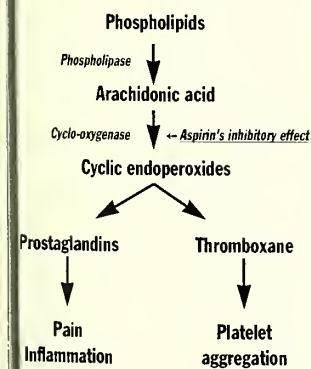 Phospholipids
Phospholipase
Arachidonic acid
Cyclo-oxygenase ← Aspirin's inhibitory effect
Cyclic endoperoxides
Prostaglandins Thromboxane
Pain Platelet
Inflammation aggregation